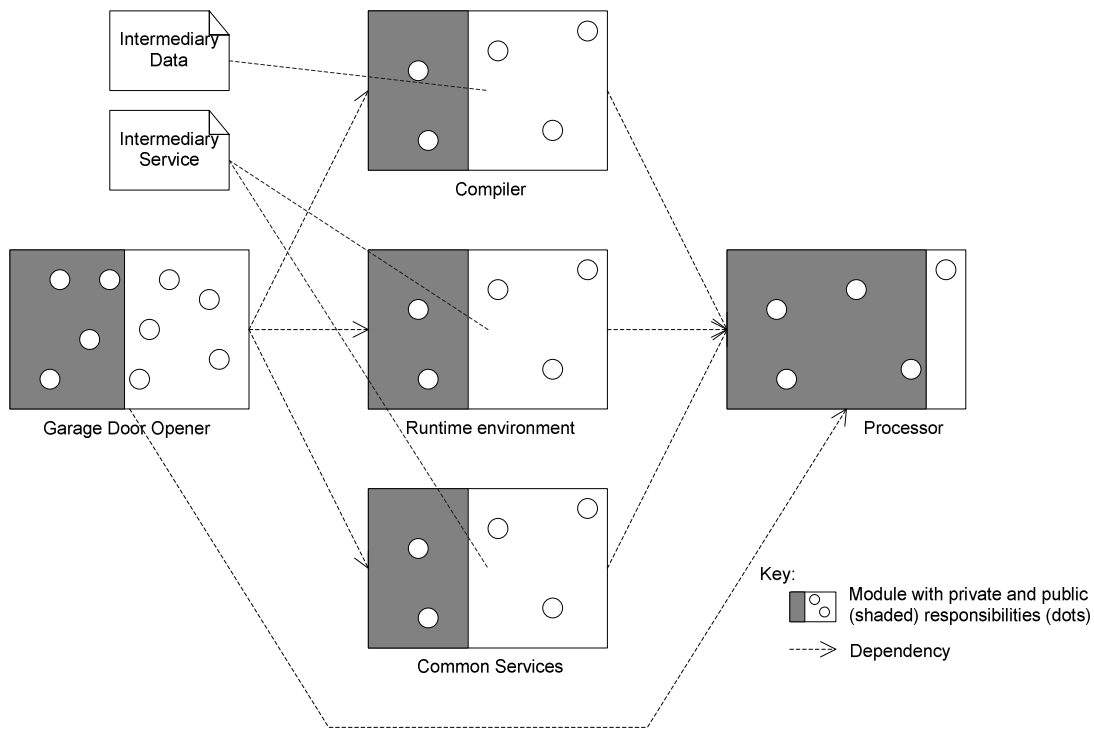 Intermediary
Data
Intermediary
Service
Compiler
Garage Door Opener
Runtime environment
Processor
Common Services
Key:
Module with private and public
(shaded) responsibilities (dots)
Dependency